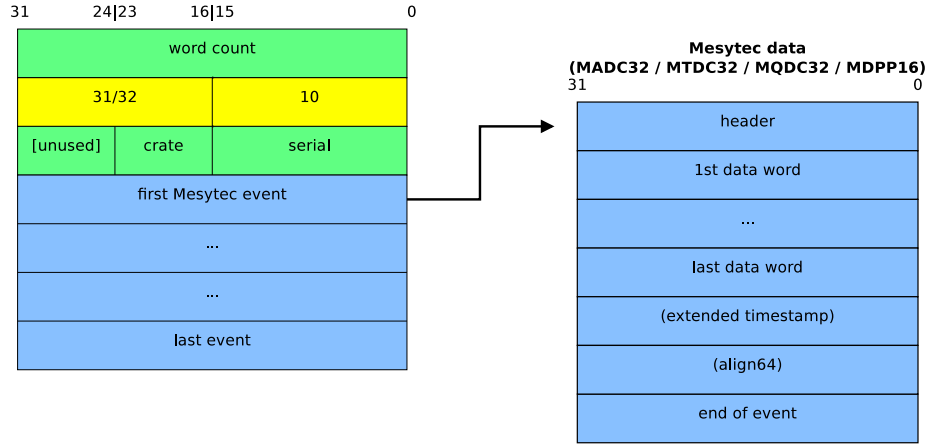 31 24|23 16|15 0
word count
31/32 10
[unused] crate serial
first Mesytec event
...
...
last event
Mesytec data
(MADC32 / MTDC32 / MQDC32 / MDPP16)
31 0
header
1st data word
...
last data word
(extended timestamp)
(align64)
end of event